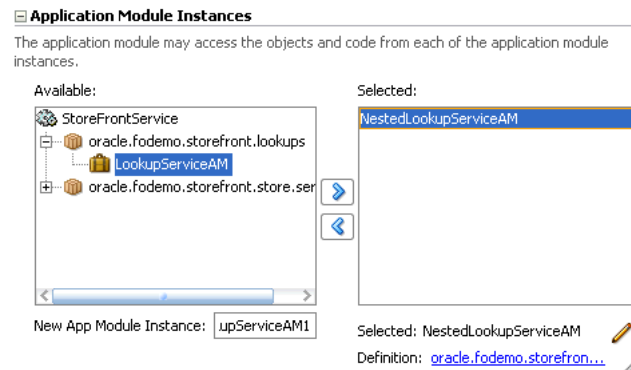 Application Module Instances
The application module may access the objects and code from each of the application module
instances.
Available:
Selected:
StoreFrontService
NestedLookupServiceAM
oracle.fodemo.storefront.lookups
LookupServiceAM
oracle.fodemo.storefront.store.ser
New App Module Instance: upServiceAM1
Selected: NestedLookupServiceAM
Definition: oracle.fodemo.storefron...